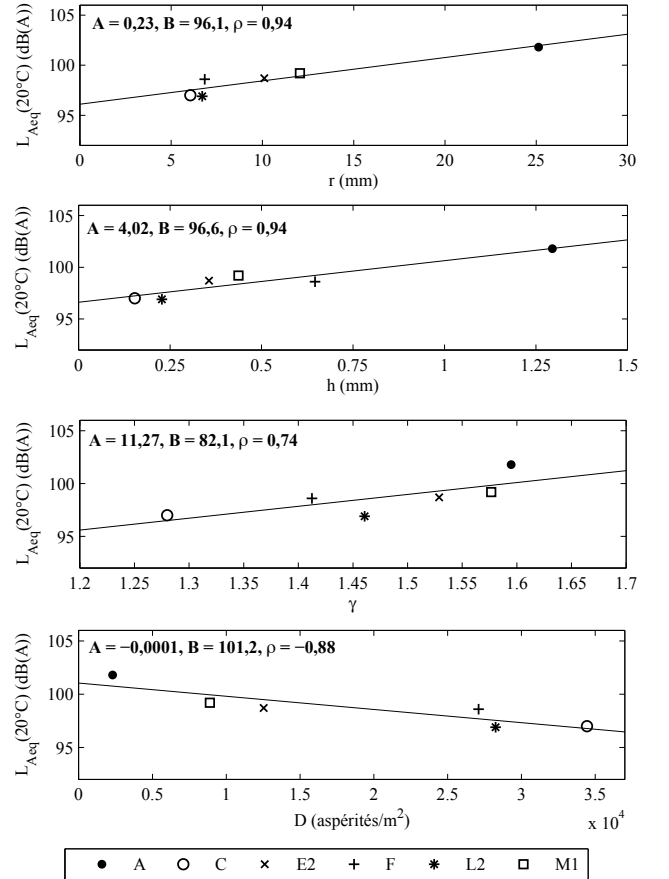 A = 0,23, B = 96,1, ρ = 0,94
105
100
95
L_Aeq(20°C) (dB(A))
0 5 10 15 20 25 30
r (mm)
A = 4,02, B = 96,6, ρ = 0,94
105
100
95
L_Aeq(20°C) (dB(A))
0 0.25 0.5 0.75 1 1.25 1.5
h (mm)
A = 11,27, B = 82,1, ρ = 0,74
105
100
95
L_Aeq(20°C) (dB(A))
1.2 1.25 1.3 1.35 1.4 1.45 1.5 1.55 1.6 1.65 1.7
γ
A = −0,0001, B = 101,2, ρ = −0,88
105
100
95
L_Aeq(20°C) (dB(A))
0 0.5 1 1.5 2 2.5 3 3.5
D (aspérités/m²)
x 10⁴
A C E2 F L2 M1